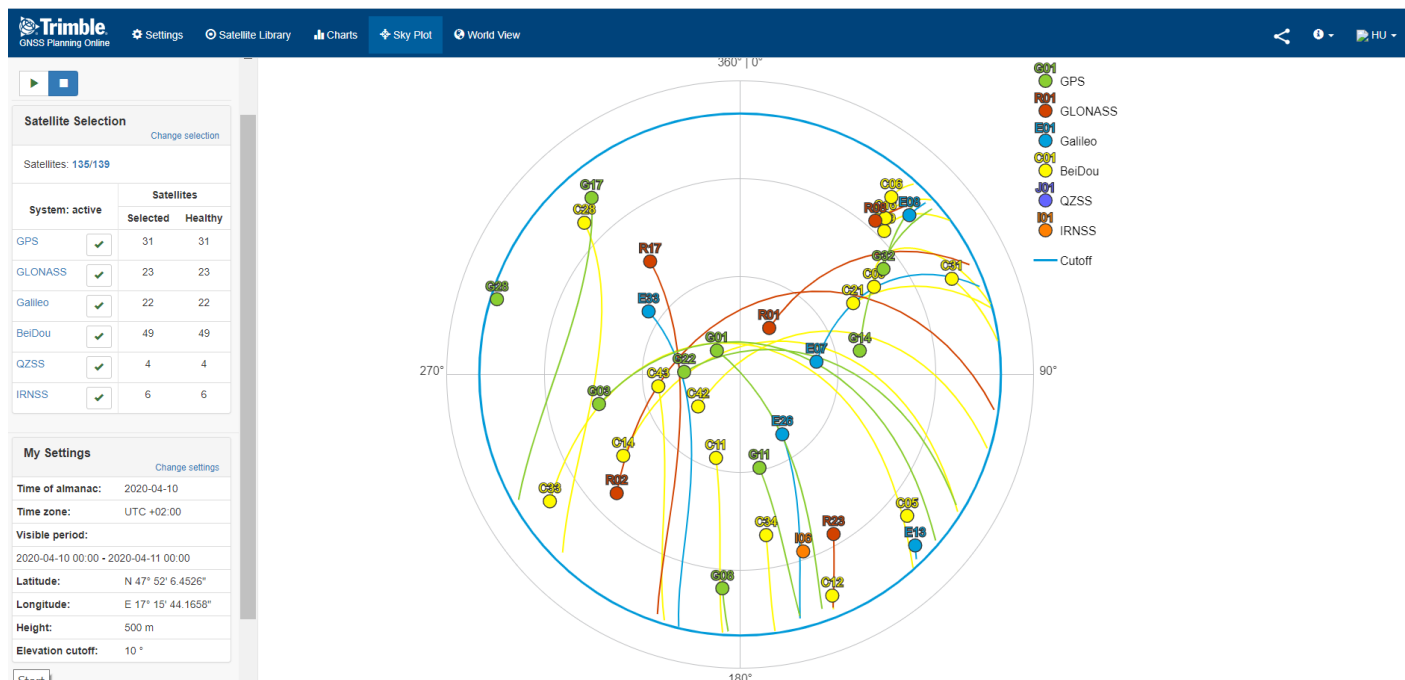 Trimble.
GNSS Planning Online
Settings
Satellite Library
Charts
Sky Plot
World View
HU
Satellite Selection
Change selection
Satellites: 135/139
System: active
Satellites
Selected Healthy
GPS 31 31
GLONASS 23 23
Galileo 22 22
BeiDou 49 49
QZSS 4 4
IRNSS 6 6
My Settings
Change settings
Time of almanac: 2020-04-10
Time zone: UTC +02:00
Visible period:
2020-04-10 00:00 - 2020-04-11 00:00
Latitude: N 47° 52' 6.4526"
Longitude: E 17° 15' 44.1658"
Height: 500 m
Elevation cutoff: 10 °
Start
360° | 0°
90°
180°
270°
G17
C28
C06
E08
R17
G32
C31
G28
E33
C21
R01
G01
G14
E07
G22
C43
G03
C42
E26
C14
C11
G11
R02
C33
C05
C34
R23
I06
E13
G08
C12
G01
GPS
R01
GLONASS
E01
Galileo
C01
BeiDou
J01
QZSS
I01
IRNSS
Cutoff